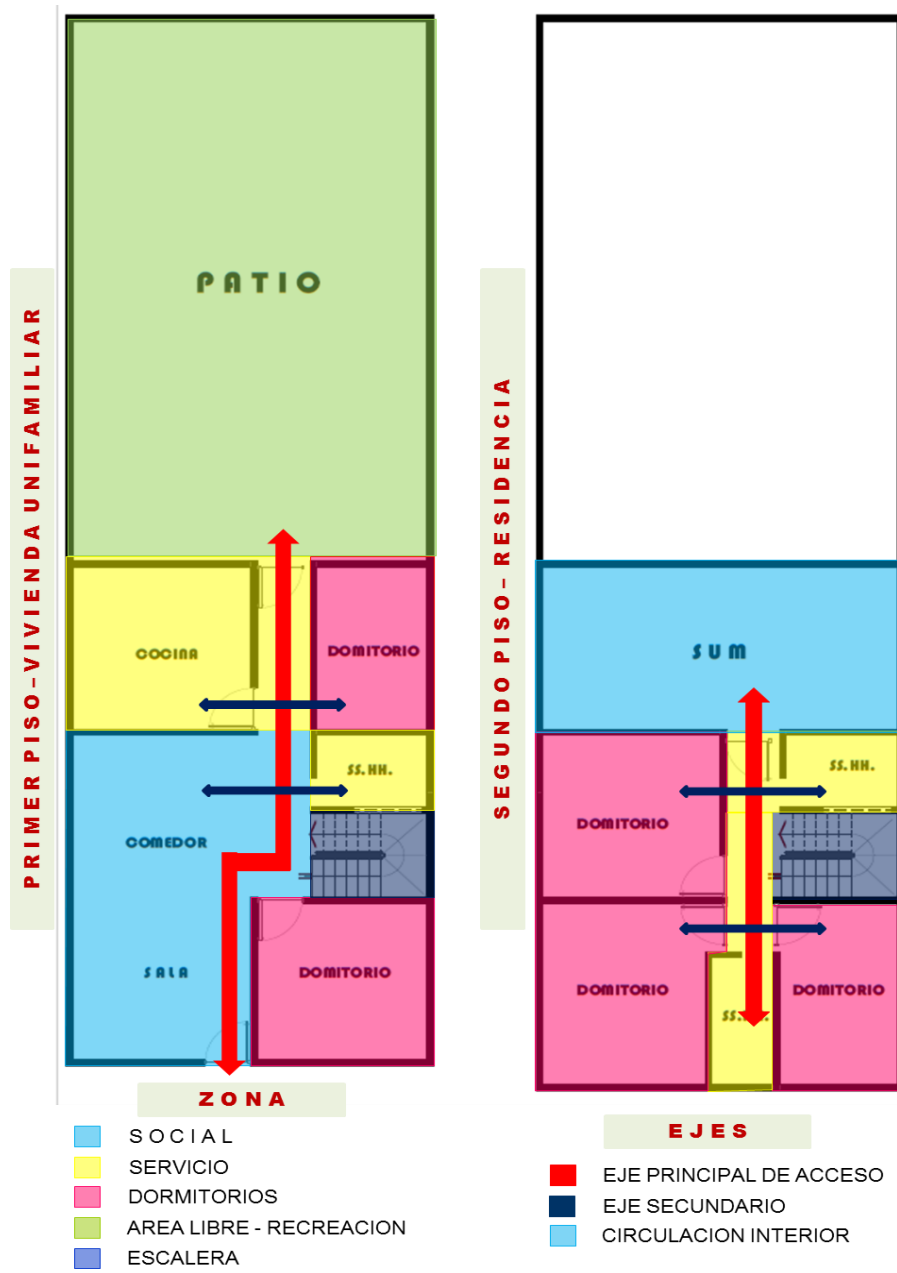 PRIMER PISO-VIVIENDA UNIFAMILIAR
PATIO
COCINA
DOMITORIO
SS.HH.
COMEDOR
SALA
DOMITORIO
SEGUNDO PISO- RESIDENCIA
SUM
SS.HH.
DOMITORIO
DOMITORIO
DOMITORIO
ZONA
SOCIAL
SERVICIO
DORMITORIOS
AREA LIBRE - RECREACION
ESCALERA
EJES
EJE PRINCIPAL DE ACCESO
EJE SECUNDARIO
CIRCULACION INTERIOR